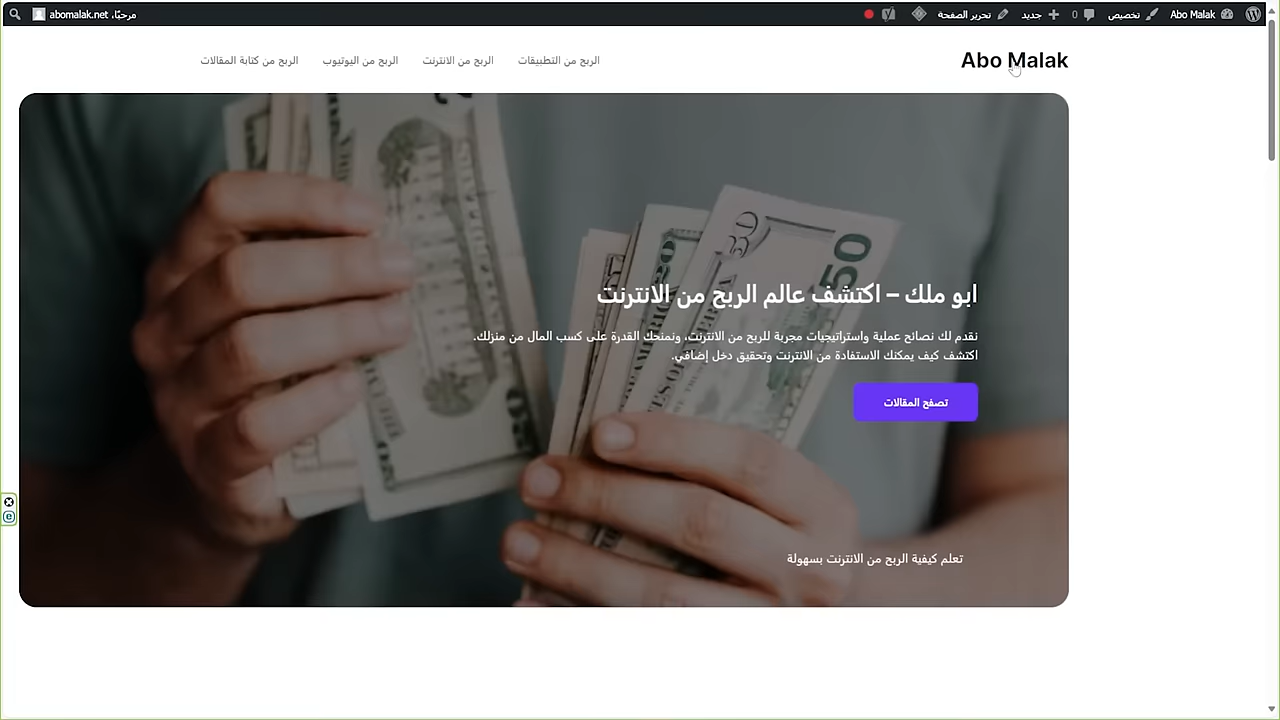 Abo Malak
تخصيص
0
جديد
تحرير الصفحة
مرحبًا، abomalak.net
Abo Malak
الربح من التطبيقات
الربح من الانترنت
الربح من اليوتيوب
الربح من كتابة المقالات
ابو ملك – اكتشف عالم الربح من الانترنت
نقدم لك نصائح عملية واستراتيجيات مجربة للربح من الانترنت، ونمنحك القدرة على كسب المال من منزلك.
اكتشف كيف يمكنك الاستفادة من الانترنت وتحقيق دخل إضافي.
تصفح المقالات
تعلم كيفية الربح من الانترنت بسهولة
50
50